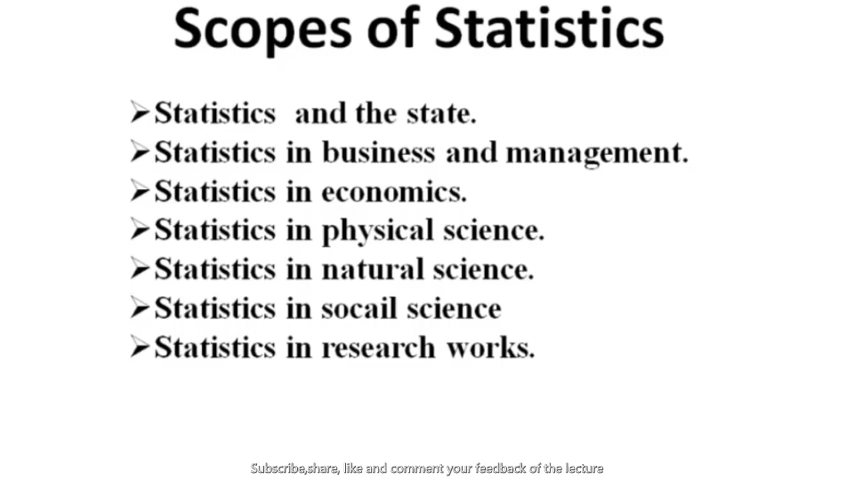 Scopes of Statistics
➢Statistics and the state.
➢Statistics in business and management.
➢Statistics in economics.
➢Statistics in physical science.
➢Statistics in natural science.
➢Statistics in socail science
➢Statistics in research works.
Subscribe,share, like and comment your feedback of the lecture